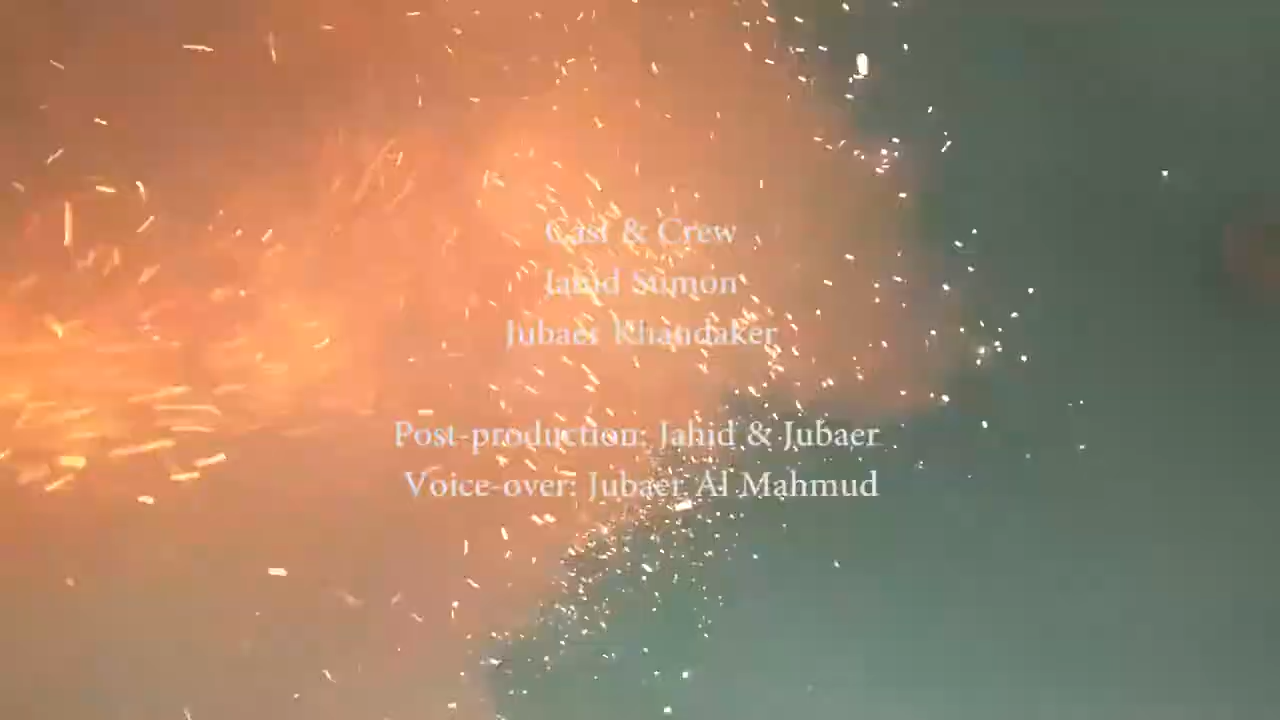 Cast & Crew
Jahid Sumon
Jubaer Khandaker
Post-production: Jahid & Jubaer
Voice-over: Jubaer Al Mahmud